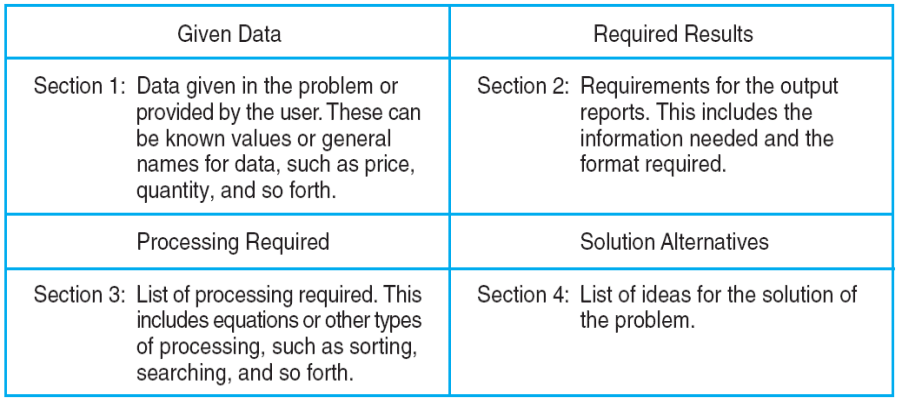 Given Data
Required Results
Section 1: Data given in the problem or
provided by the user. These can
be known values or general
names for data, such as price,
quantity, and so forth.
Section 2: Requirements for the output
reports. This includes the
information needed and the
format required.
Processing Required
Solution Alternatives
Section 3: List of processing required. This
includes equations or other types
of processing, such as sorting,
searching, and so forth.
Section 4: List of ideas for the solution of
the problem.